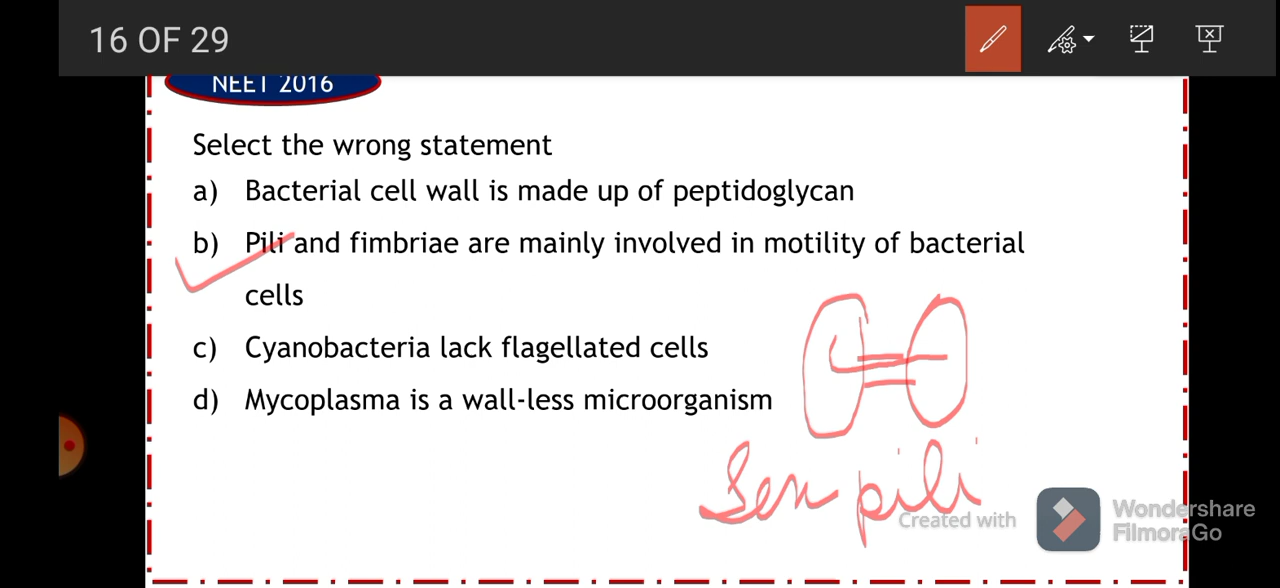 16 OF 29
NEET 2016
Select the wrong statement
a) Bacterial cell wall is made up of peptidoglycan
b) Pili and fimbriae are mainly involved in motility of bacterial
cells
c) Cyanobacteria lack flagellated cells
d) Mycoplasma is a wall-less microorganism
Sex pili
Created with
Wondershare
FilmoraGo